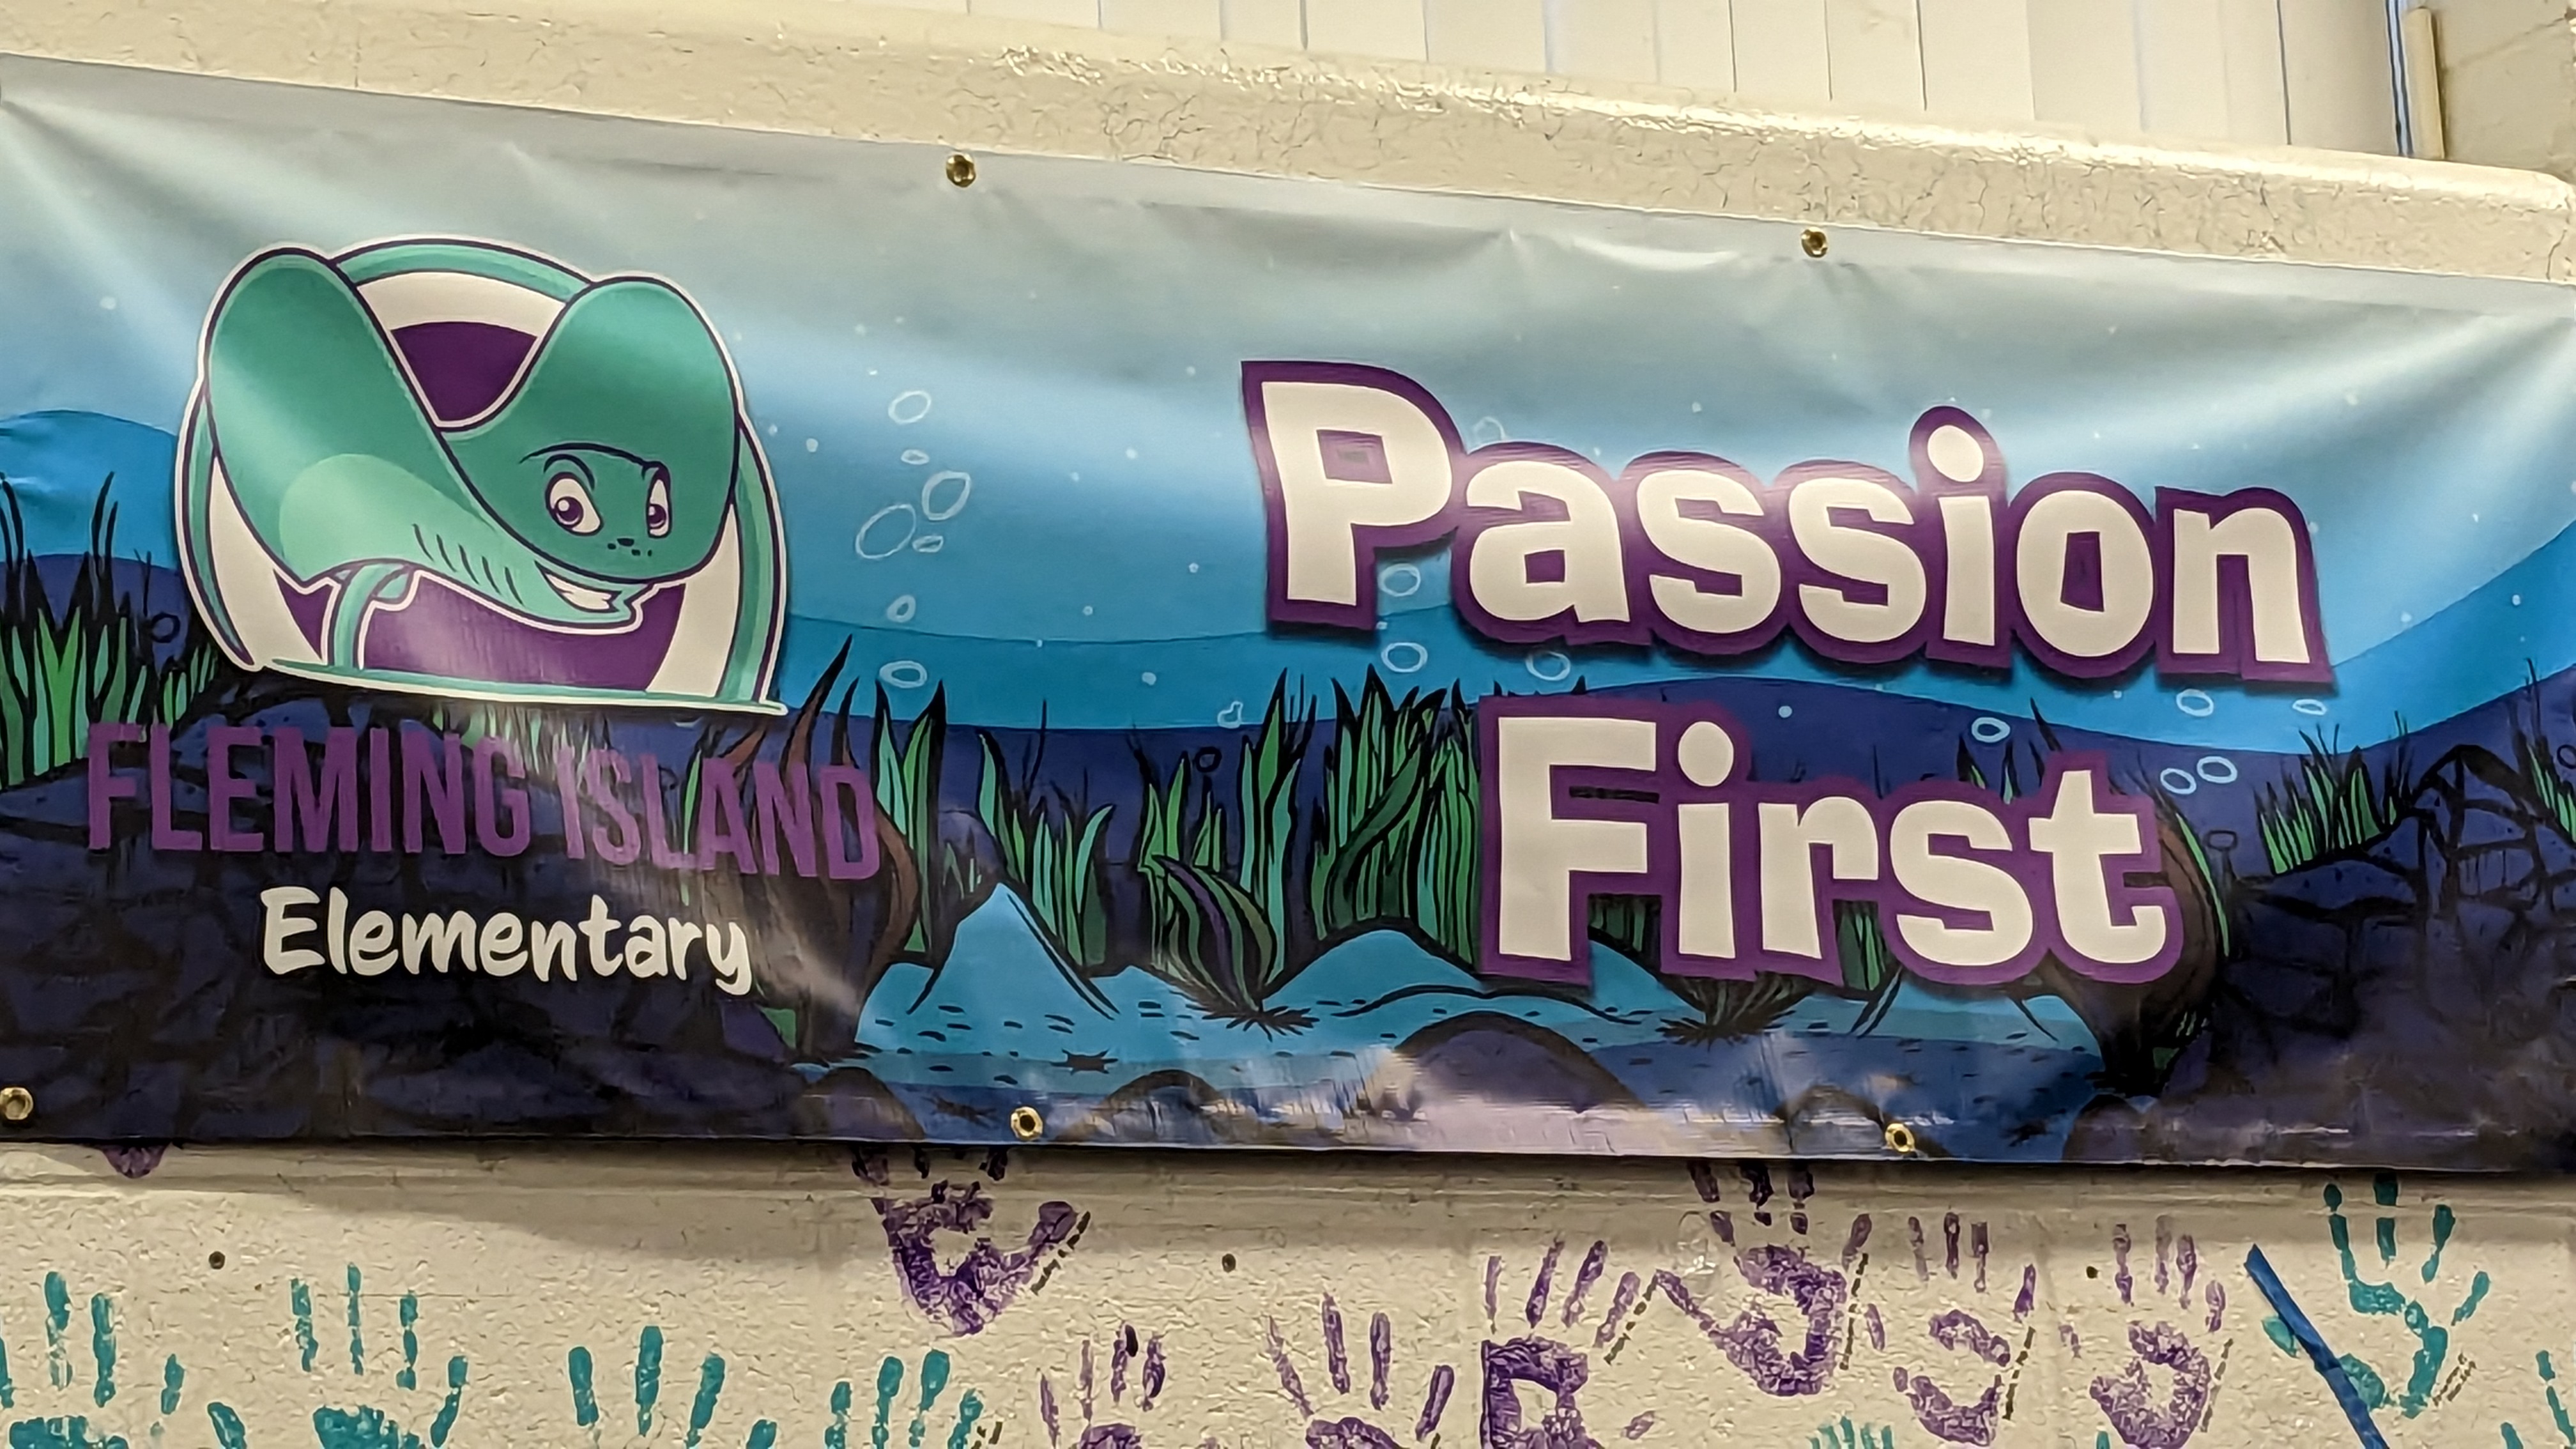 FLEMING ISLAND
Elementary
Passion
First